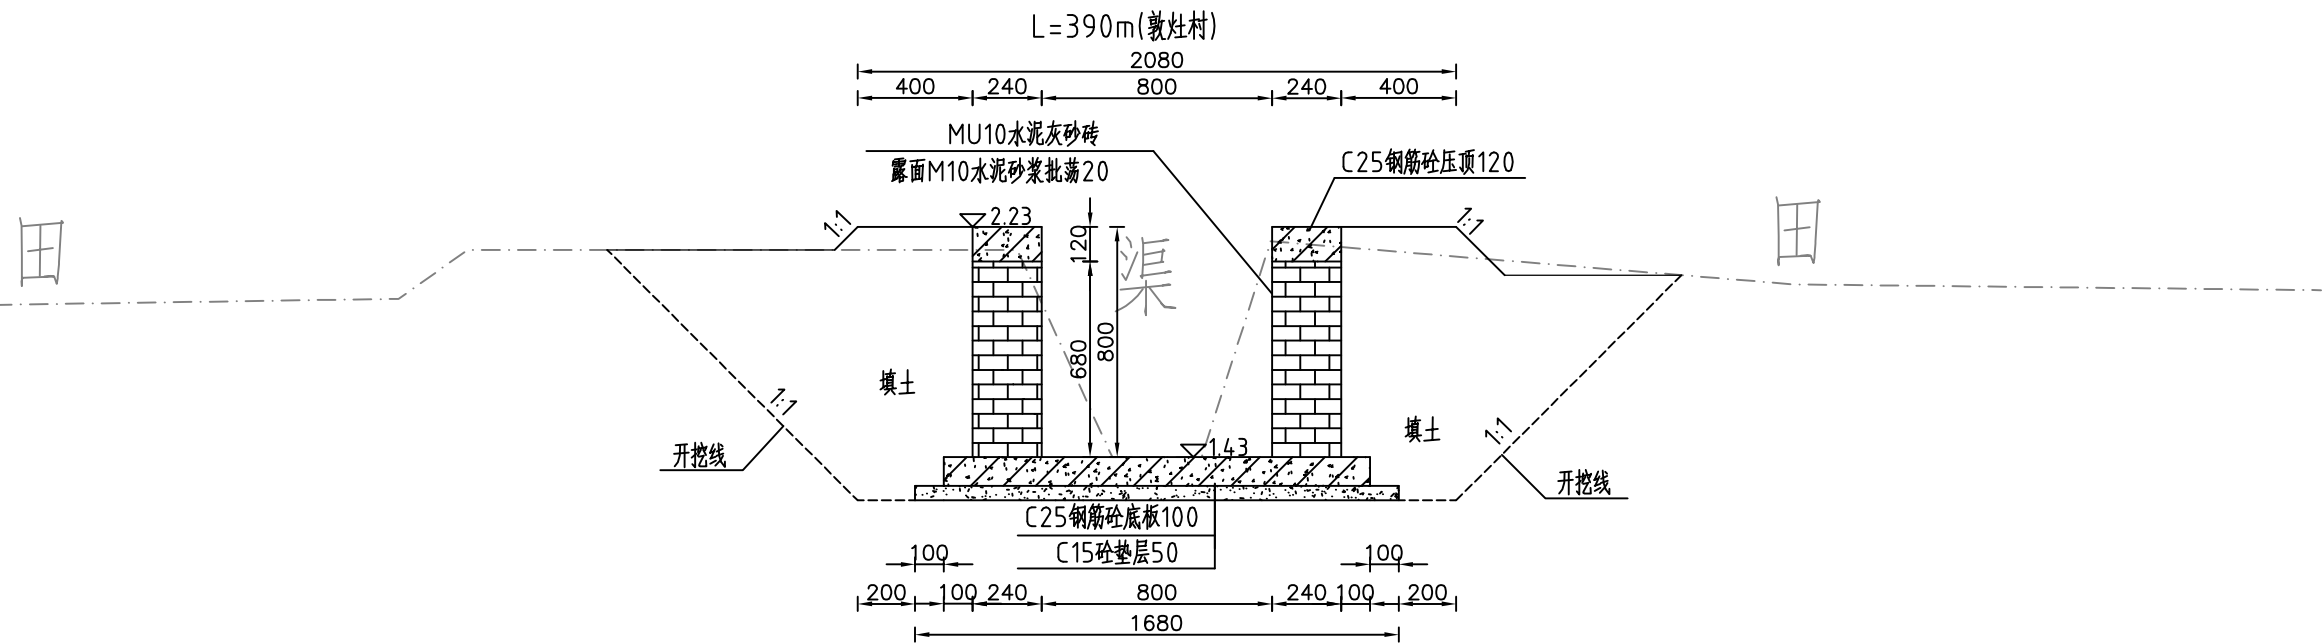 L=390m(敦灶村)
2080
400 240 800 240 400
MU10水泥灰砂砖
露面M10水泥砂浆批荡20
C25钢筋砼压顶120
1:1
2.23
120
1:1
田
渠
田
680
800
填土
填土
1:1
1:1
开挖线
1.43
开挖线
C25钢筋砼底板100
C15砼垫层50
100 100
200 100 240 800 240 100 200
1680